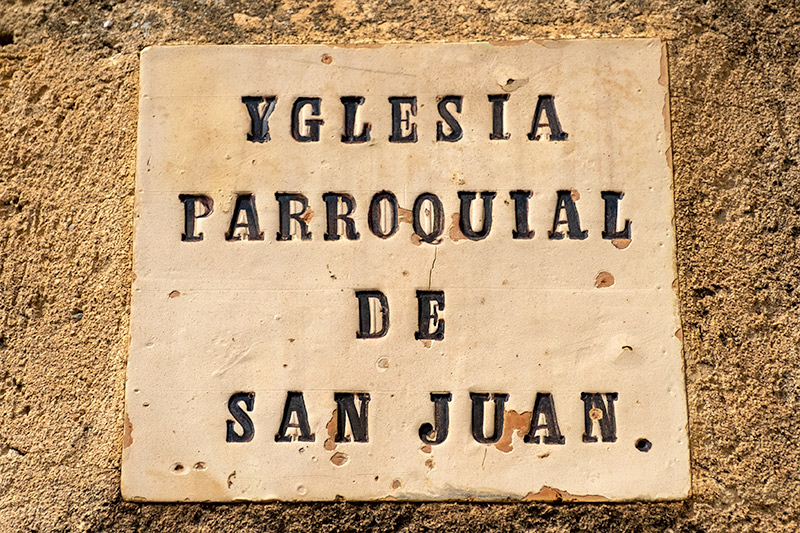 YGLESIA
PARROQUIAL
DE
SAN JUAN.